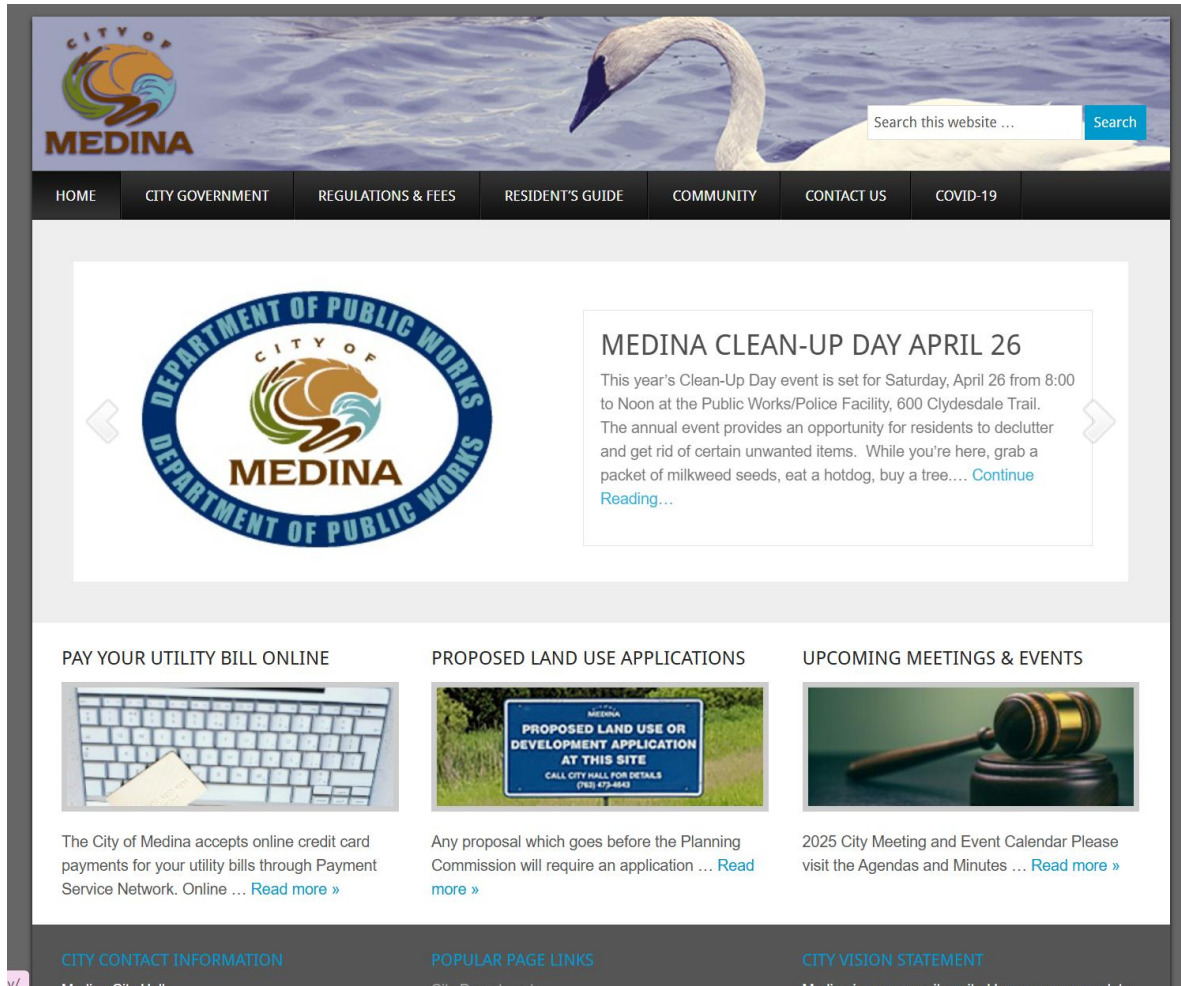 CITY OF
MEDINA
Search this website …
Search
HOME
CITY GOVERNMENT
REGULATIONS & FEES
RESIDENT'S GUIDE
COMMUNITY
CONTACT US
COVID-19
DEPARTMENT OF PUBLIC WORKS
CITY OF
MEDINA
DEPARTMENT OF PUBLIC WORKS
MEDINA CLEAN-UP DAY APRIL 26
This year's Clean-Up Day event is set for Saturday, April 26 from 8:00
to Noon at the Public Works/Police Facility, 600 Clydesdale Trail.
The annual event provides an opportunity for residents to declutter
and get rid of certain unwanted items.  While you're here, grab a
packet of milkweed seeds, eat a hotdog, buy a tree.… Continue
Reading…
PAY YOUR UTILITY BILL ONLINE
The City of Medina accepts online credit card
payments for your utility bills through Payment
Service Network. Online … Read more »
PROPOSED LAND USE APPLICATIONS
MEDINA
PROPOSED LAND USE OR
DEVELOPMENT APPLICATION
AT THIS SITE
CALL CITY HALL FOR DETAILS
(763) 473-4643
Any proposal which goes before the Planning
Commission will require an application … Read
more »
UPCOMING MEETINGS & EVENTS
2025 City Meeting and Event Calendar Please
visit the Agendas and Minutes … Read more »
CITY CONTACT INFORMATION
POPULAR PAGE LINKS
CITY VISION STATEMENT